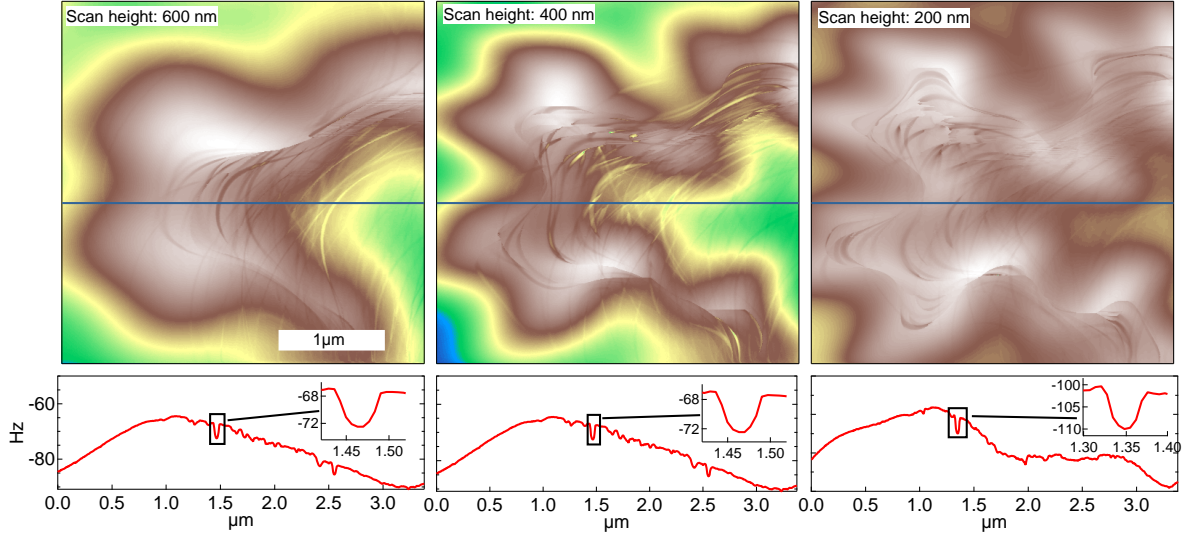 Scan height: 600 nm
Scan height: 400 nm
Scan height: 200 nm
1µm
-60
-80
Hz
-68
-72
1.45 1.50
-68
-72
1.45 1.50
-100
-105
-110
1.30 1.35 1.40
0.0 0.5 1.0 1.5 2.0 2.5 3.0
0.0 0.5 1.0 1.5 2.0 2.5 3.0
0.0 0.5 1.0 1.5 2.0 2.5 3.0
µm
µm
µm